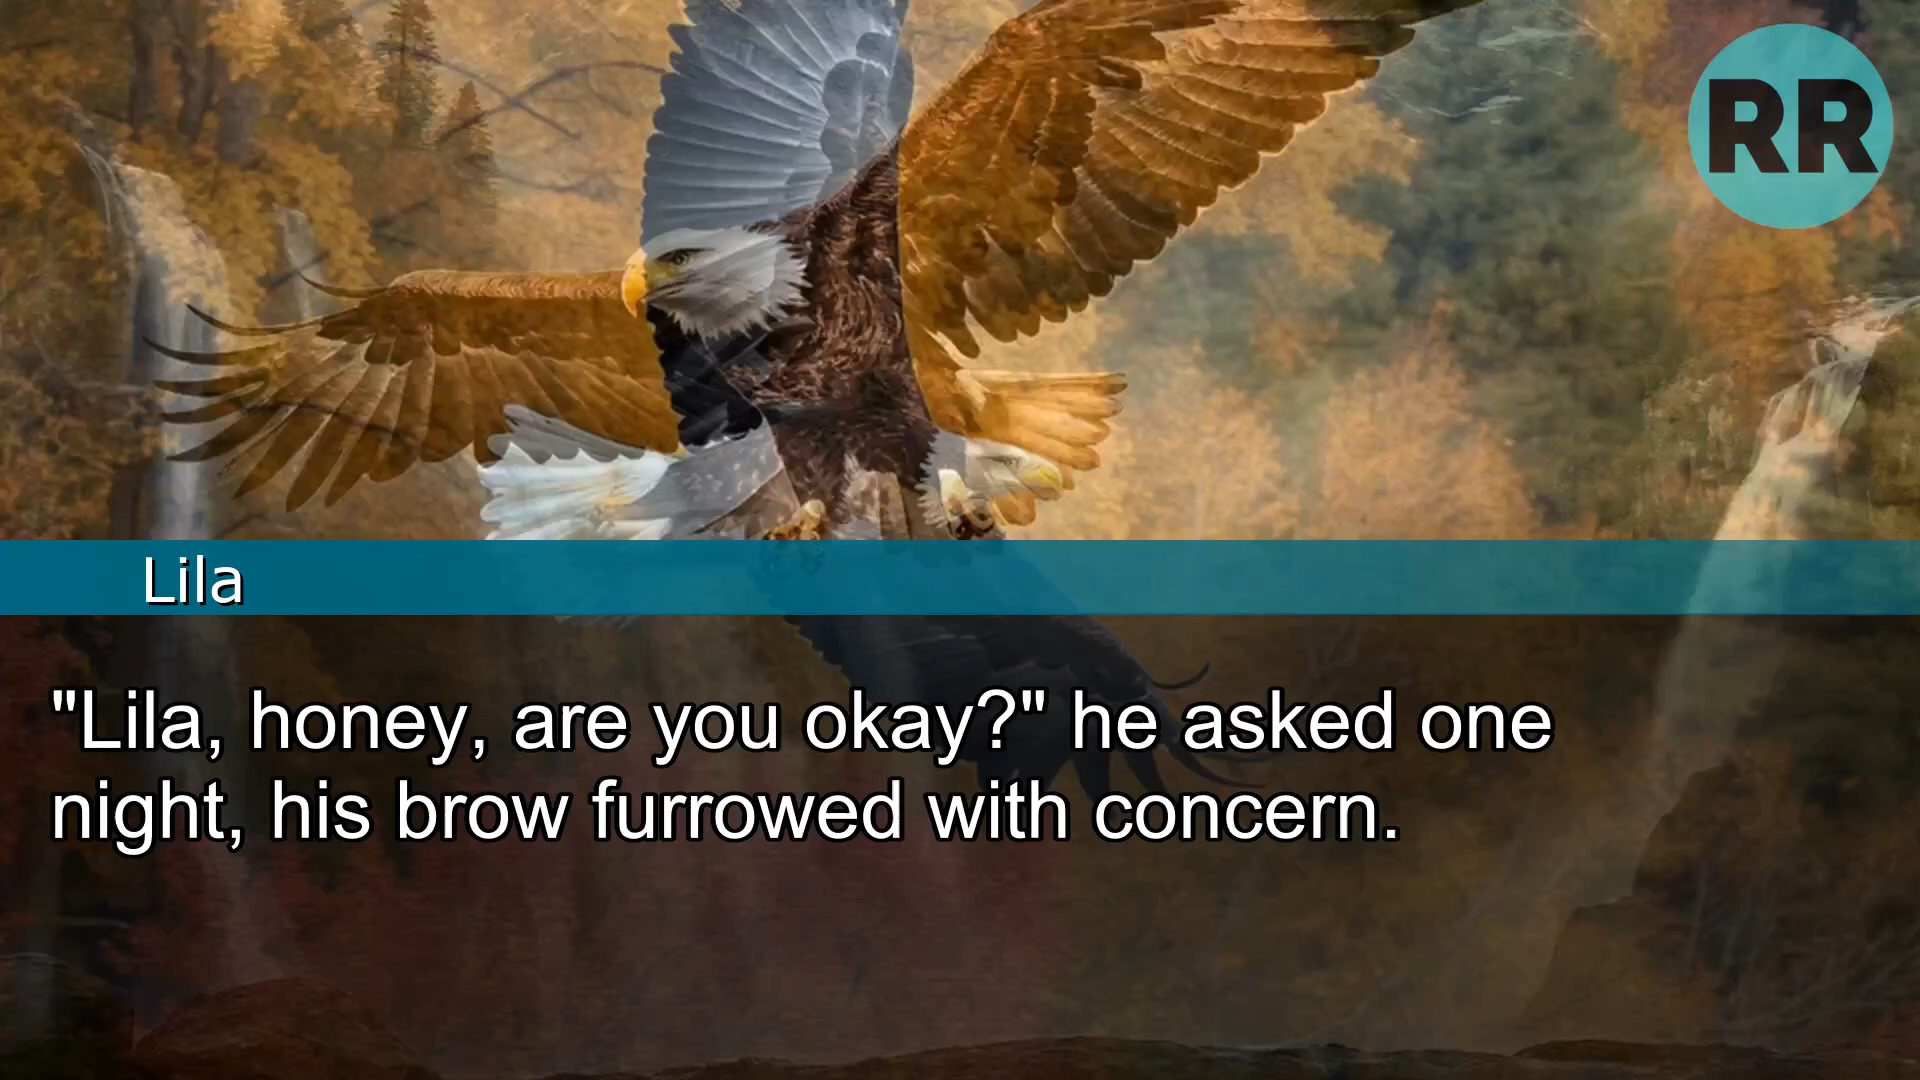 RR
Lila
"Lila, honey, are you okay?" he asked one
night, his brow furrowed with concern.